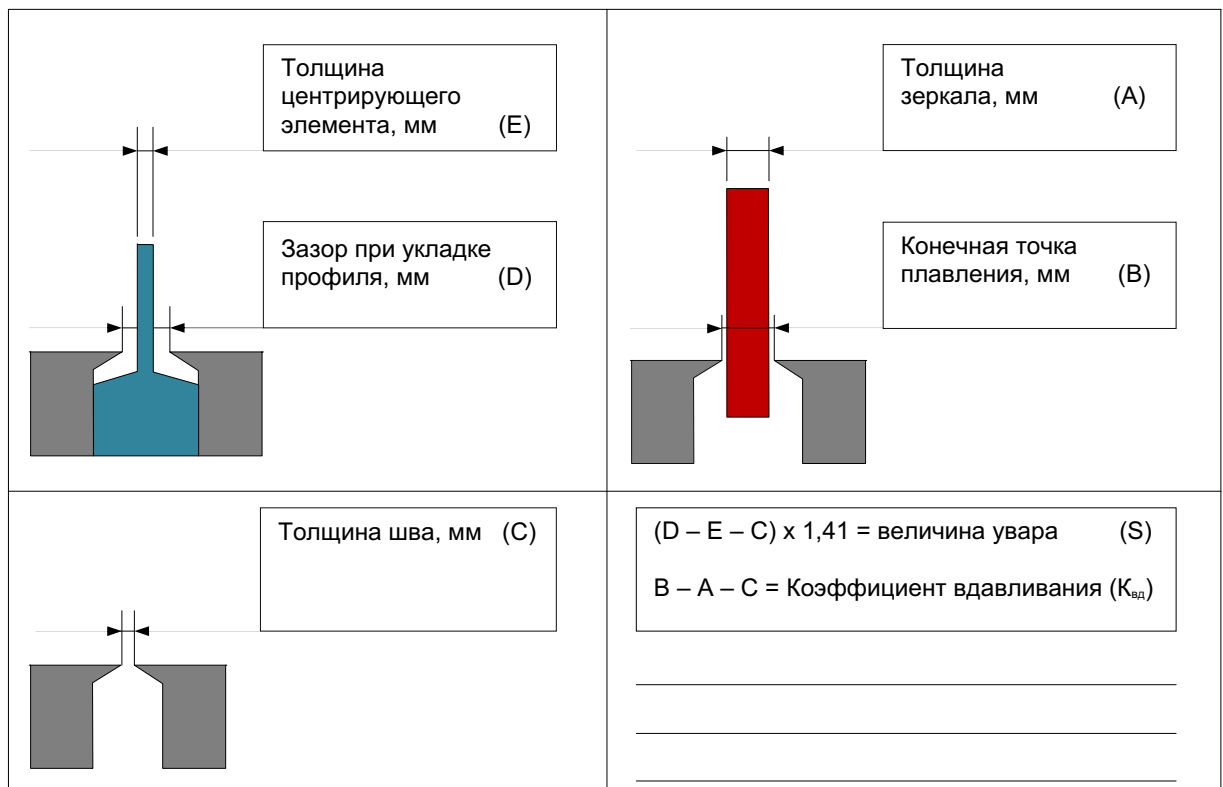 Толщина
центрирующего
элемента, мм (E)
Зазор при укладке
профиля, мм (D)
Толщина
зеркала, мм (A)
Конечная точка
плавления, мм (B)
Толщина шва, мм (C)
(D – E – C) x 1,41 = величина увара (S)
B – A – C = Коэффициент вдавливания (Kвд)